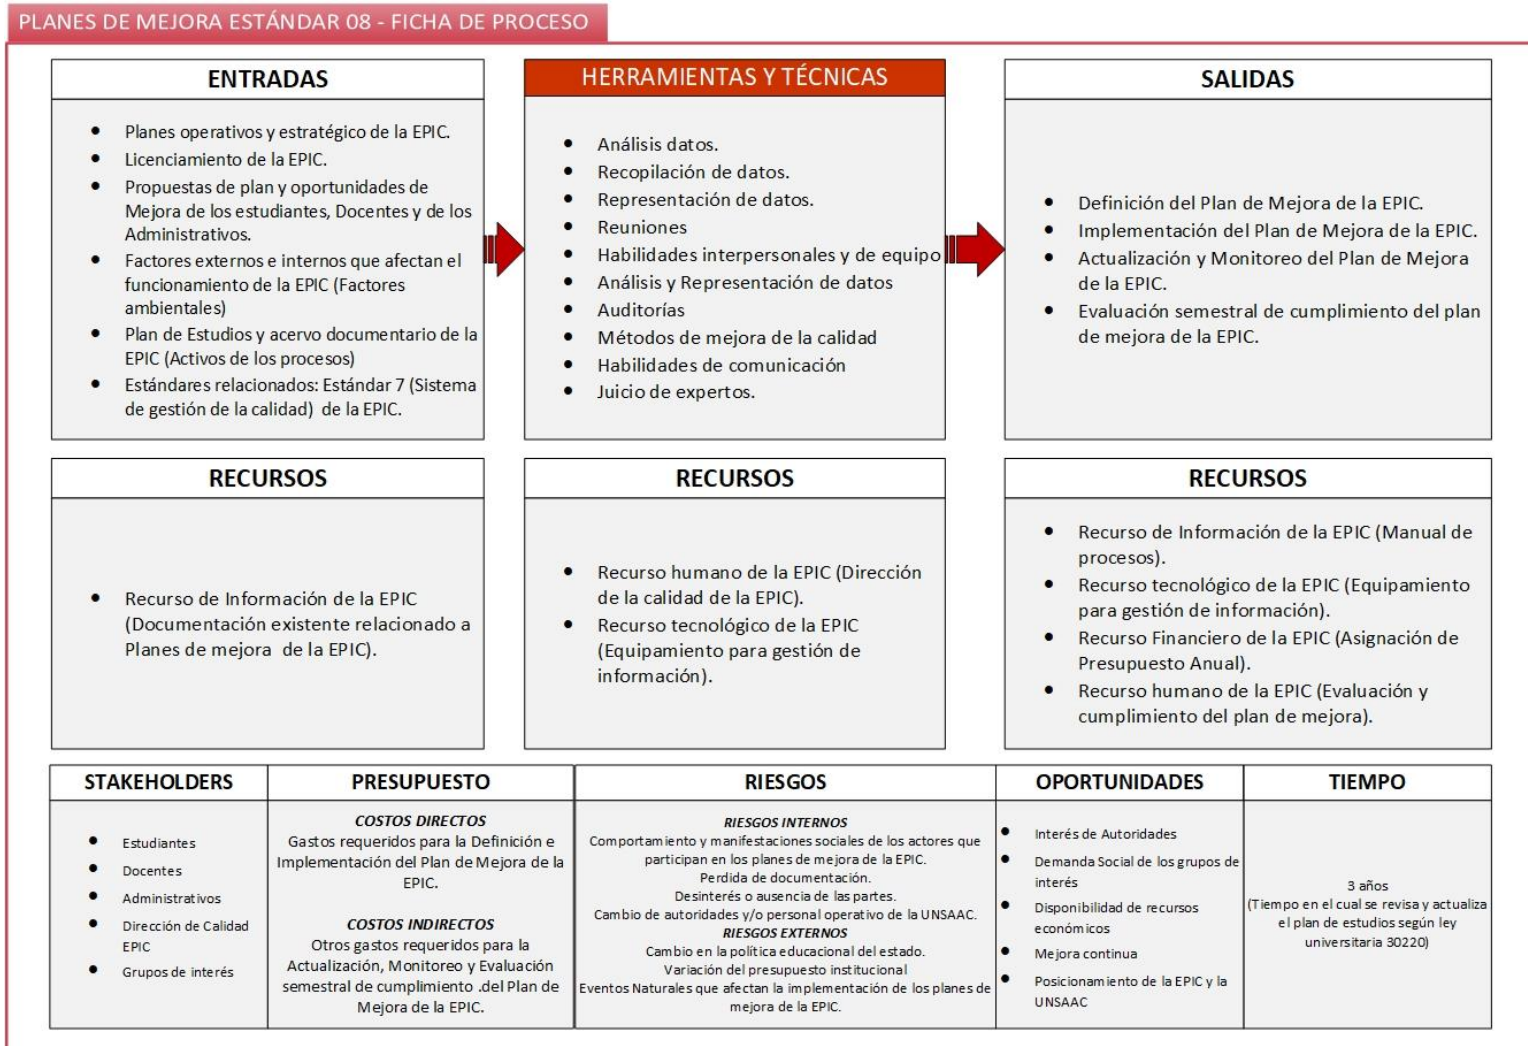 PLANES DE MEJORA ESTÁNDAR 08 - FICHA DE PROCESO
ENTRADAS
• Planes operativos y estratégico de la EPIC.
• Licenciamiento de la EPIC.
• Propuestas de plan y oportunidades de
Mejora de los estudiantes, Docentes y de los
Administrativos.
• Factores externos e internos que afectan el
funcionamiento de la EPIC (Factores
ambientales)
• Plan de Estudios y acervo documentario de la
EPIC (Activos de los procesos)
• Estándares relacionados: Estándar 7 (Sistema
de gestión de la calidad) de la EPIC.
HERRAMIENTAS Y TÉCNICAS
• Análisis datos.
• Recopilación de datos.
• Representación de datos.
• Reuniones
• Habilidades interpersonales y de equipo
• Análisis y Representación de datos
• Auditorías
• Métodos de mejora de la calidad
• Habilidades de comunicación
• Juicio de expertos.
SALIDAS
• Definición del Plan de Mejora de la EPIC.
• Implementación del Plan de Mejora de la EPIC.
• Actualización y Monitoreo del Plan de Mejora
de la EPIC.
• Evaluación semestral de cumplimiento del plan
de mejora de la EPIC.
RECURSOS
• Recurso de Información de la EPIC
(Documentación existente relacionado a
Planes de mejora de la EPIC).
RECURSOS
• Recurso humano de la EPIC (Dirección
de la calidad de la EPIC).
• Recurso tecnológico de la EPIC
(Equipamiento para gestión de
información).
RECURSOS
• Recurso de Información de la EPIC (Manual de
procesos).
• Recurso tecnológico de la EPIC (Equipamiento
para gestión de información).
• Recurso Financiero de la EPIC (Asignación de
Presupuesto Anual).
• Recurso humano de la EPIC (Evaluación y
cumplimiento del plan de mejora).
STAKEHOLDERS
• Estudiantes
• Docentes
• Administrativos
• Dirección de Calidad
EPIC
• Grupos de interés
PRESUPUESTO
COSTOS DIRECTOS
Gastos requeridos para la Definición e
Implementación del Plan de Mejora de la
EPIC.
COSTOS INDIRECTOS
Otros gastos requeridos para la
Actualización, Monitoreo y Evaluación
semestral de cumplimiento .del Plan de
Mejora de la EPIC.
RIESGOS
RIESGOS INTERNOS
Comportamiento y manifestaciones sociales de los actores que
participan en los planes de mejora de la EPIC.
Perdida de documentación.
Desinterés o ausencia de las partes.
Cambio de autoridades y/o personal operativo de la UNSAAC.
RIESGOS EXTERNOS
Cambio en la política educacional del estado.
Variación del presupuesto institucional
Eventos Naturales que afectan la implementación de los planes de
mejora de la EPIC.
OPORTUNIDADES
• Interés de Autoridades
• Demanda Social de los grupos de
interés
• Disponibilidad de recursos
económicos
• Mejora continua
• Posicionamiento de la EPIC y la
UNSAAC
TIEMPO
3 años
(Tiempo en el cual se revisa y actualiza
el plan de estudios según ley
universitaria 30220)